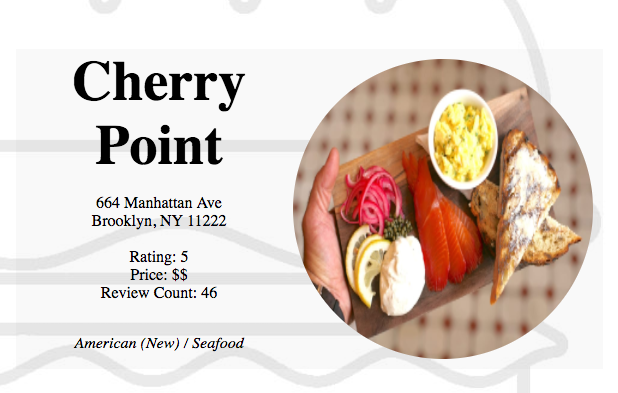 Cherry
Point
664 Manhattan Ave
Brooklyn, NY 11222
Rating: 5
Price: $$
Review Count: 46
American (New) / Seafood